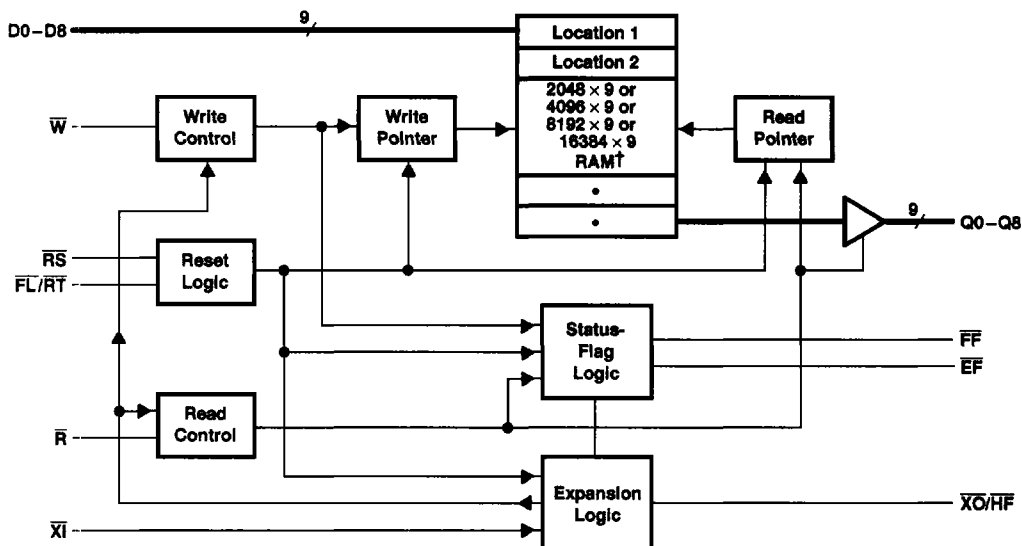 D0–D8
9
Location 1
Location 2
2048 × 9 or
4096 × 9 or
8192 × 9 or
16384 × 9
RAM†
W̅
Write
Control
Write
Pointer
Read
Pointer
9
Q0–Q8
R̅S̅
F̅L̅/R̅T̅
Reset
Logic
Status-
Flag
Logic
F̅F̅
E̅F̅
R̅
Read
Control
Expansion
Logic
X̅I̅
X̅O̅/H̅F̅